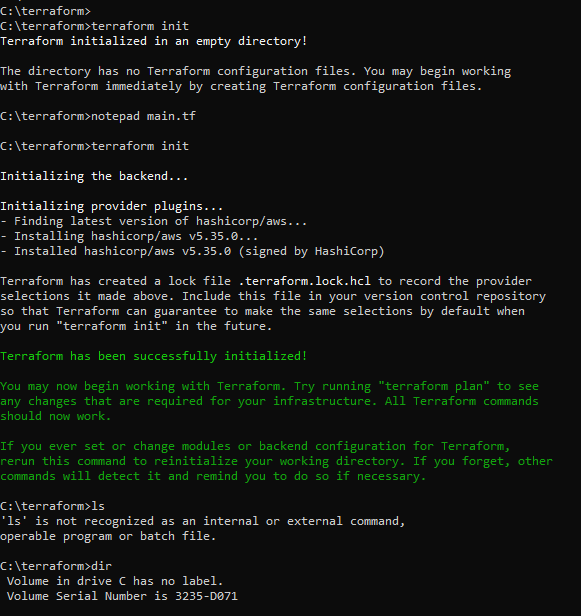 C:\terraform>
C:\terraform>terraform init
Terraform initialized in an empty directory!
The directory has no Terraform configuration files. You may begin working
with Terraform immediately by creating Terraform configuration files.
C:\terraform>notepad main.tf
C:\terraform>terraform init
Initializing the backend...
Initializing provider plugins...
- Finding latest version of hashicorp/aws...
- Installing hashicorp/aws v5.35.0...
- Installed hashicorp/aws v5.35.0 (signed by HashiCorp)
Terraform has created a lock file .terraform.lock.hcl to record the provider
selections it made above. Include this file in your version control repository
so that Terraform can guarantee to make the same selections by default when
you run "terraform init" in the future.
Terraform has been successfully initialized!
You may now begin working with Terraform. Try running "terraform plan" to see
any changes that are required for your infrastructure. All Terraform commands
should now work.
If you ever set or change modules or backend configuration for Terraform,
rerun this command to reinitialize your working directory. If you forget, other
commands will detect it and remind you to do so if necessary.
C:\terraform>ls
'ls' is not recognized as an internal or external command,
operable program or batch file.
C:\terraform>dir
Volume in drive C has no label.
Volume Serial Number is 3235-D071